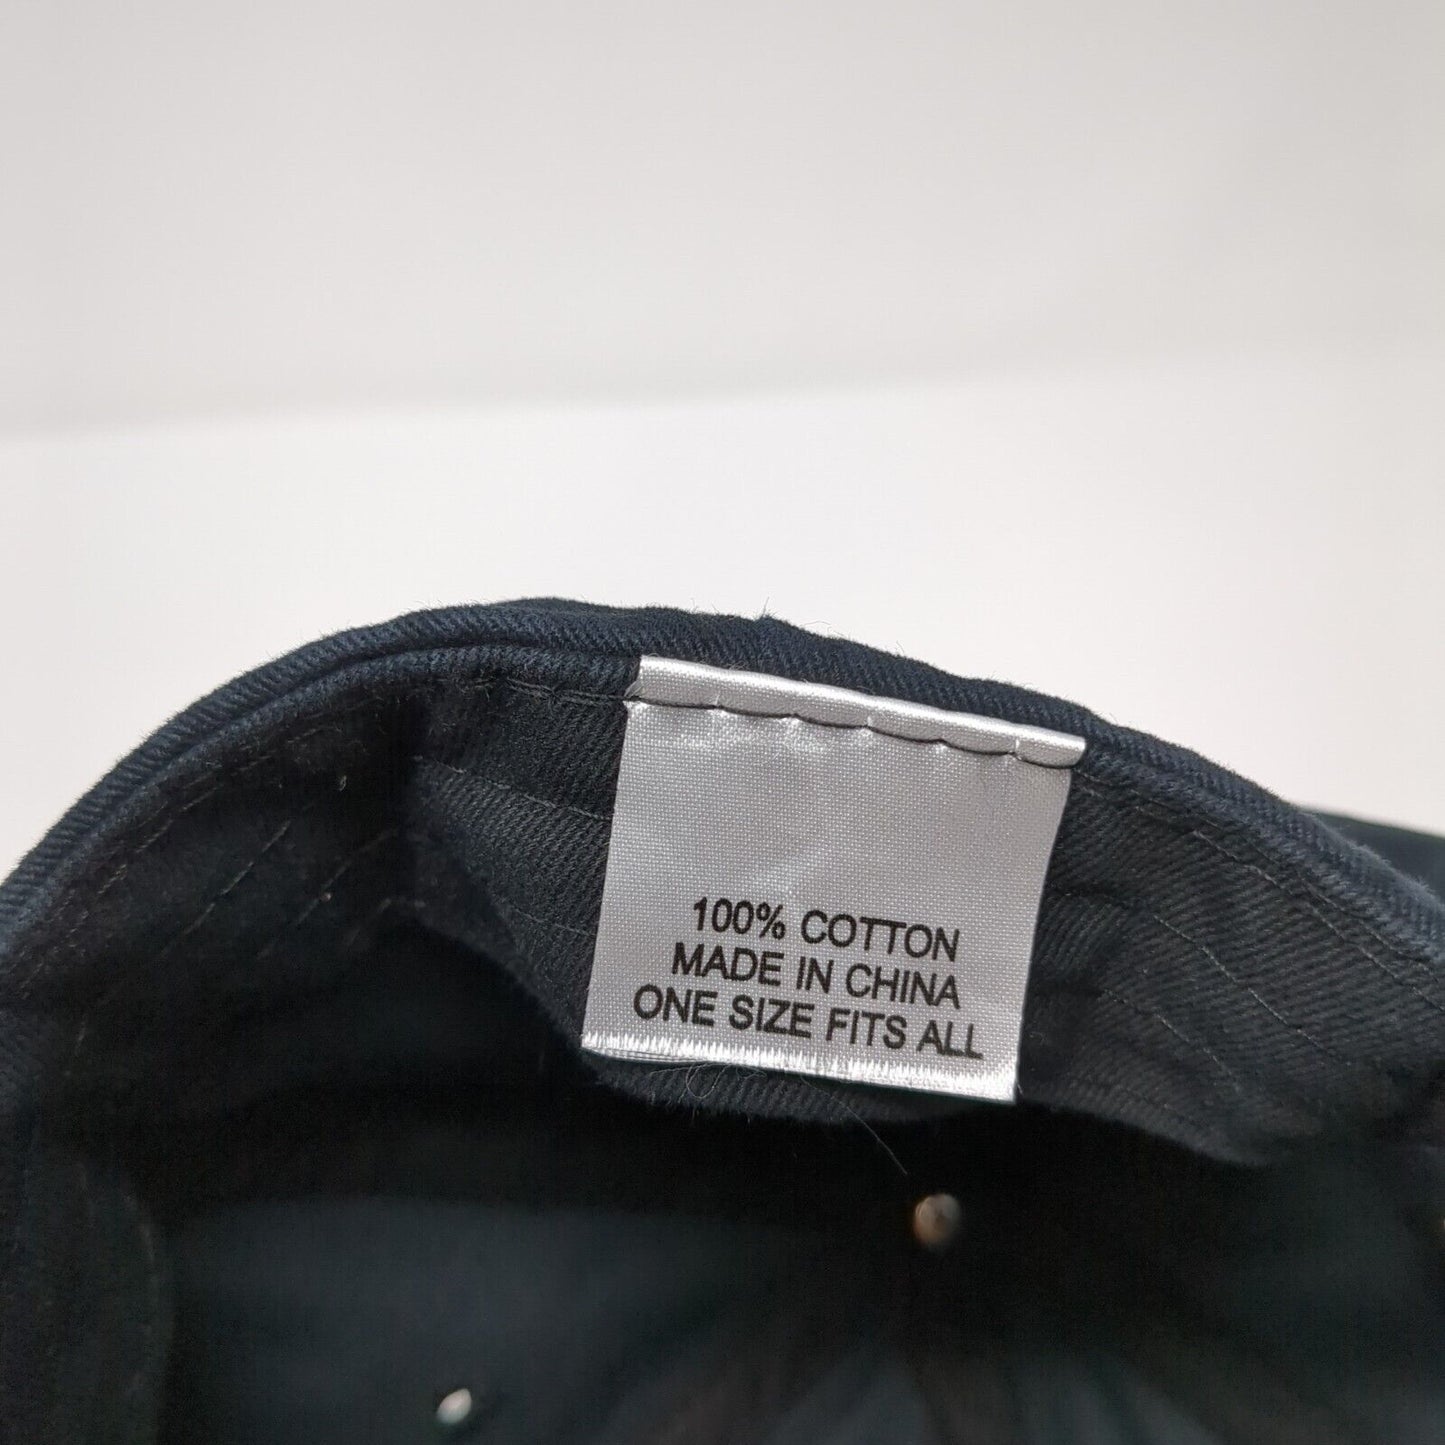 100% COTTON
MADE IN CHINA
ONE SIZE FITS ALL